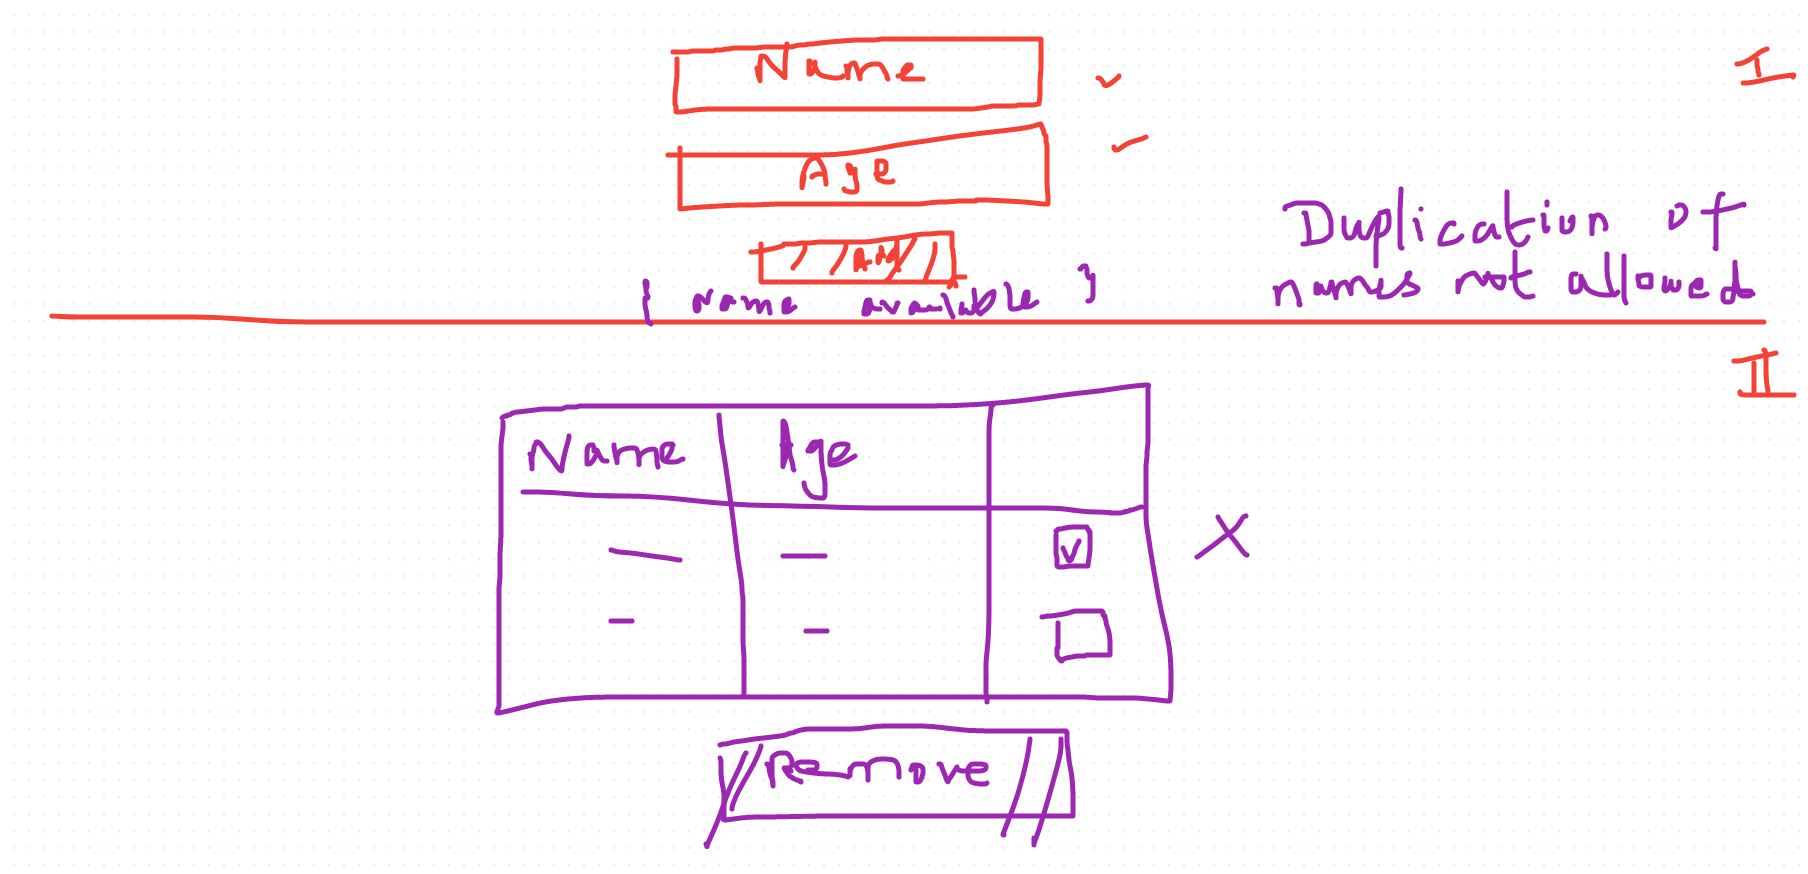 Name
I
Age
Add
Duplication of
names not allowed
{ name available }
II
Name Age
Remove